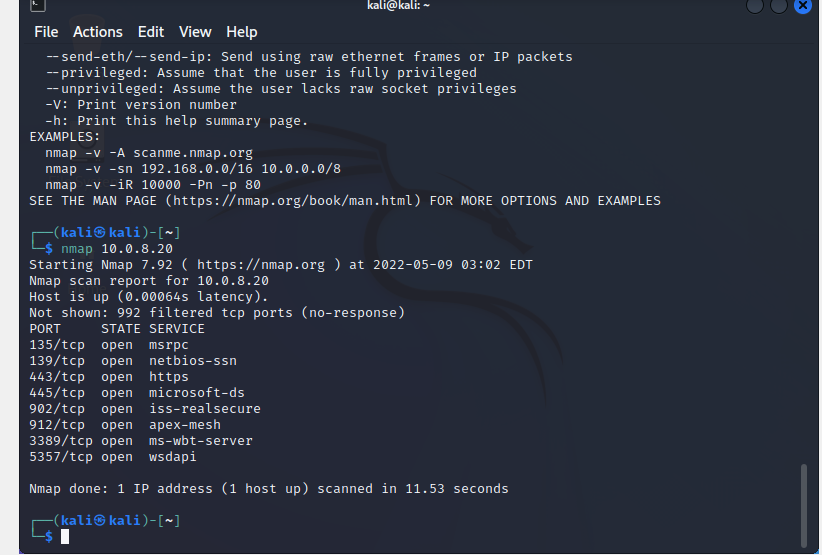 kali@kali: ~
File Actions Edit View Help
--send-eth/--send-ip: Send using raw ethernet frames or IP packets
--privileged: Assume that the user is fully privileged
--unprivileged: Assume the user lacks raw socket privileges
-V: Print version number
-h: Print this help summary page.
EXAMPLES:
nmap -v -A scanme.nmap.org
nmap -v -sn 192.168.0.0/16 10.0.0.0/8
nmap -v -iR 10000 -Pn -p 80
SEE THE MAN PAGE (https://nmap.org/book/man.html) FOR MORE OPTIONS AND EXAMPLES
┌──(kali㉿kali)-[~]
└─$ nmap 10.0.8.20
Starting Nmap 7.92 ( https://nmap.org ) at 2022-05-09 03:02 EDT
Nmap scan report for 10.0.8.20
Host is up (0.00064s latency).
Not shown: 992 filtered tcp ports (no-response)
PORT     STATE SERVICE
135/tcp  open  msrpc
139/tcp  open  netbios-ssn
443/tcp  open  https
445/tcp  open  microsoft-ds
902/tcp  open  iss-realsecure
912/tcp  open  apex-mesh
3389/tcp open  ms-wbt-server
5357/tcp open  wsdapi
Nmap done: 1 IP address (1 host up) scanned in 11.53 seconds
┌──(kali㉿kali)-[~]
└─$